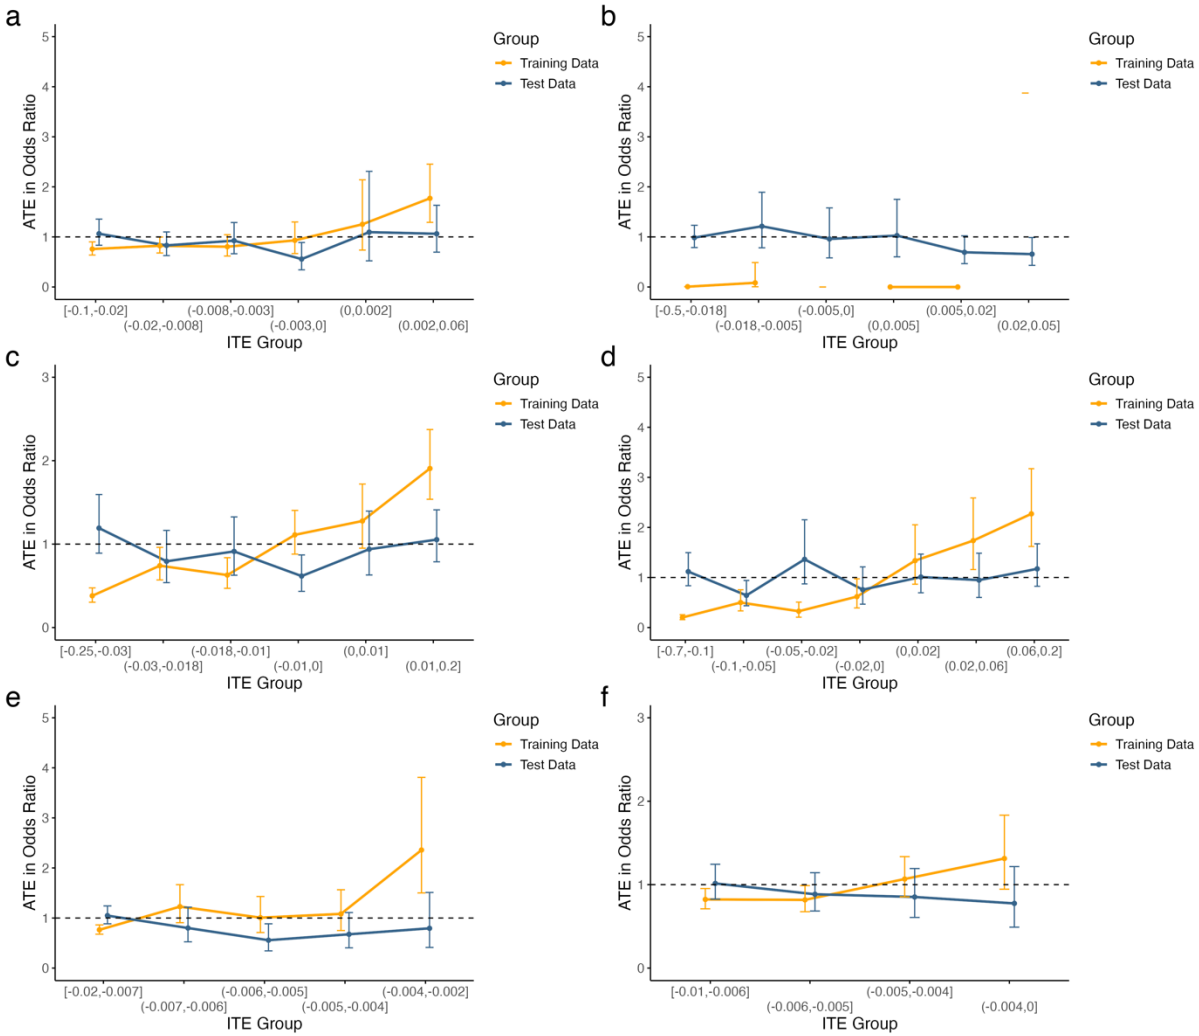 a
ATE in Odds Ratio
5
4
3
2
1
0
[-0.1,-0.02]
(-0.02,-0.008]
(-0.008,-0.003]
(-0.003,0]
(0,0.002]
(0.002,0.06]
ITE Group
Group
Training Data
Test Data
b
ATE in Odds Ratio
5
4
3
2
1
0
[-0.5,-0.018]
(-0.018,-0.005]
(-0.005,0]
(0,0.005]
(0.005,0.02]
(0.02,0.05]
ITE Group
Group
Training Data
Test Data
c
ATE in Odds Ratio
3
2
1
0
[-0.25,-0.03]
(-0.03,-0.018]
(-0.018,-0.01]
(-0.01,0]
(0,0.01]
(0.01,0.2]
ITE Group
Group
Training Data
Test Data
d
ATE in Odds Ratio
5
4
3
2
1
0
[-0.7,-0.1]
(-0.1,-0.05]
(-0.05,-0.02]
(-0.02,0]
(0,0.02]
(0.02,0.06]
(0.06,0.2]
ITE Group
Group
Training Data
Test Data
e
ATE in Odds Ratio
5
4
3
2
1
0
[-0.02,-0.007]
(-0.007,-0.006]
(-0.006,-0.005]
(-0.005,-0.004]
(-0.004,-0.002]
ITE Group
Group
Training Data
Test Data
f
ATE in Odds Ratio
3
2
1
0
[-0.01,-0.006]
(-0.006,-0.005]
(-0.005,-0.004]
(-0.004,0]
ITE Group
Group
Training Data
Test Data